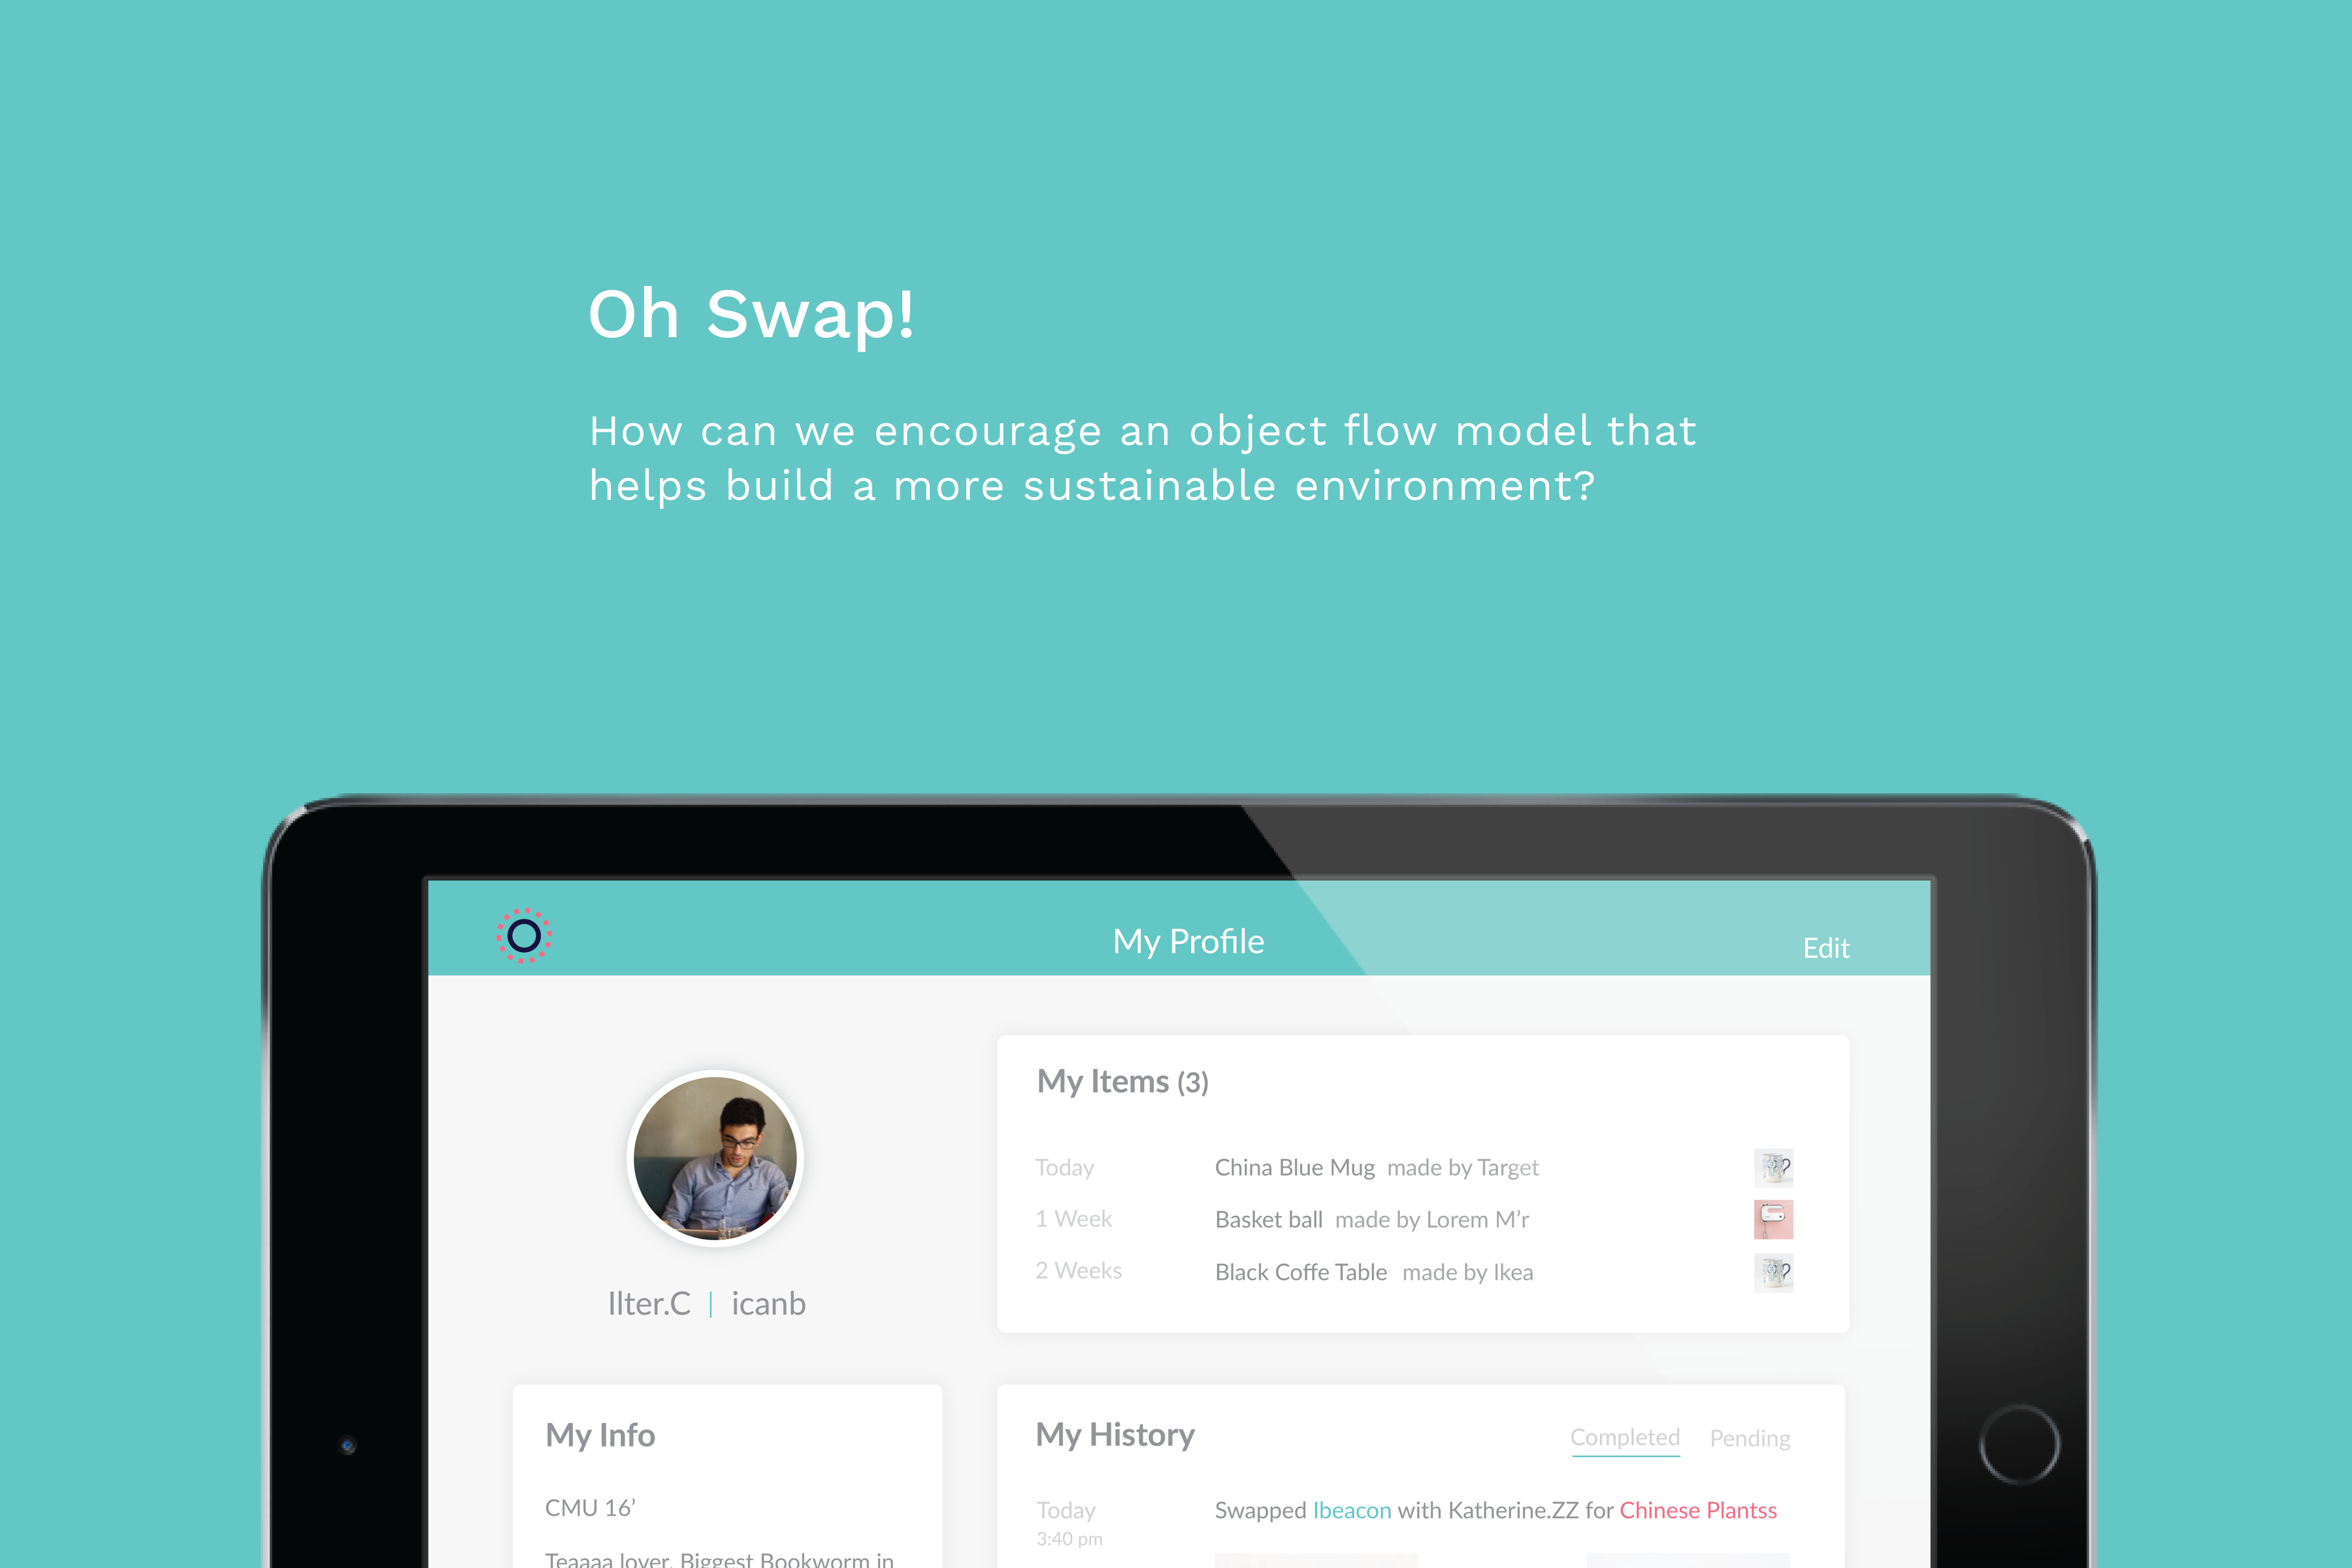 Oh Swap!
How can we encourage an object flow model that
helps build a more sustainable environment?
My Profile
Edit
Ilter.C | icanb
My Items (3)
Today China Blue Mug made by Target
1 Week Basket ball made by Lorem M’r
2 Weeks Black Coffe Table made by Ikea
My Info
CMU 16’
Teaaaa lover. Biggest Bookworm in
My History
Completed Pending
Today Swapped Ibeacon with Katherine.ZZ for Chinese Plantss
3:40 pm